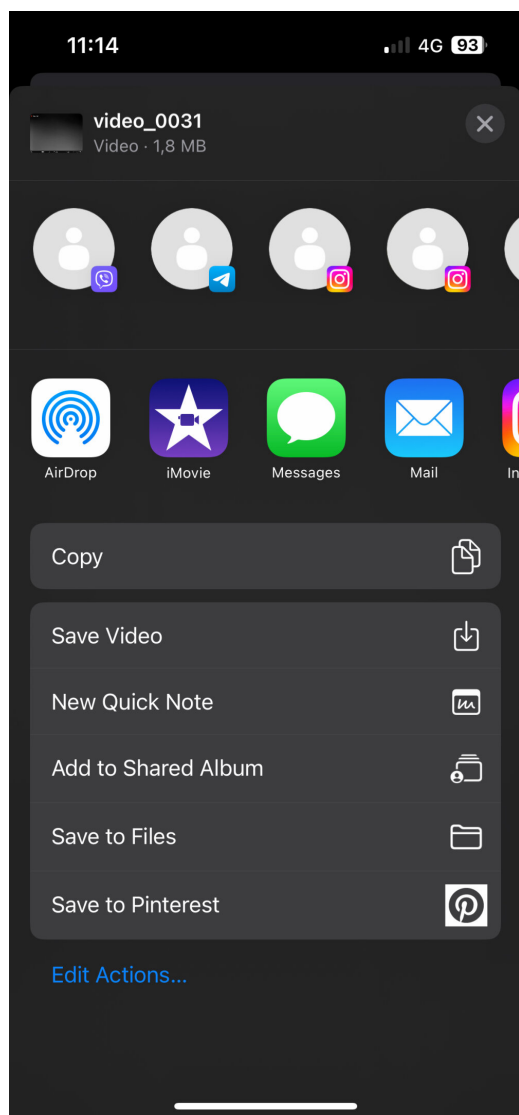 11:14
4G 93
video_0031
Video · 1,8 MB
AirDrop
iMovie
Messages
Mail
In
Copy
Save Video
New Quick Note
Add to Shared Album
Save to Files
Save to Pinterest
Edit Actions...